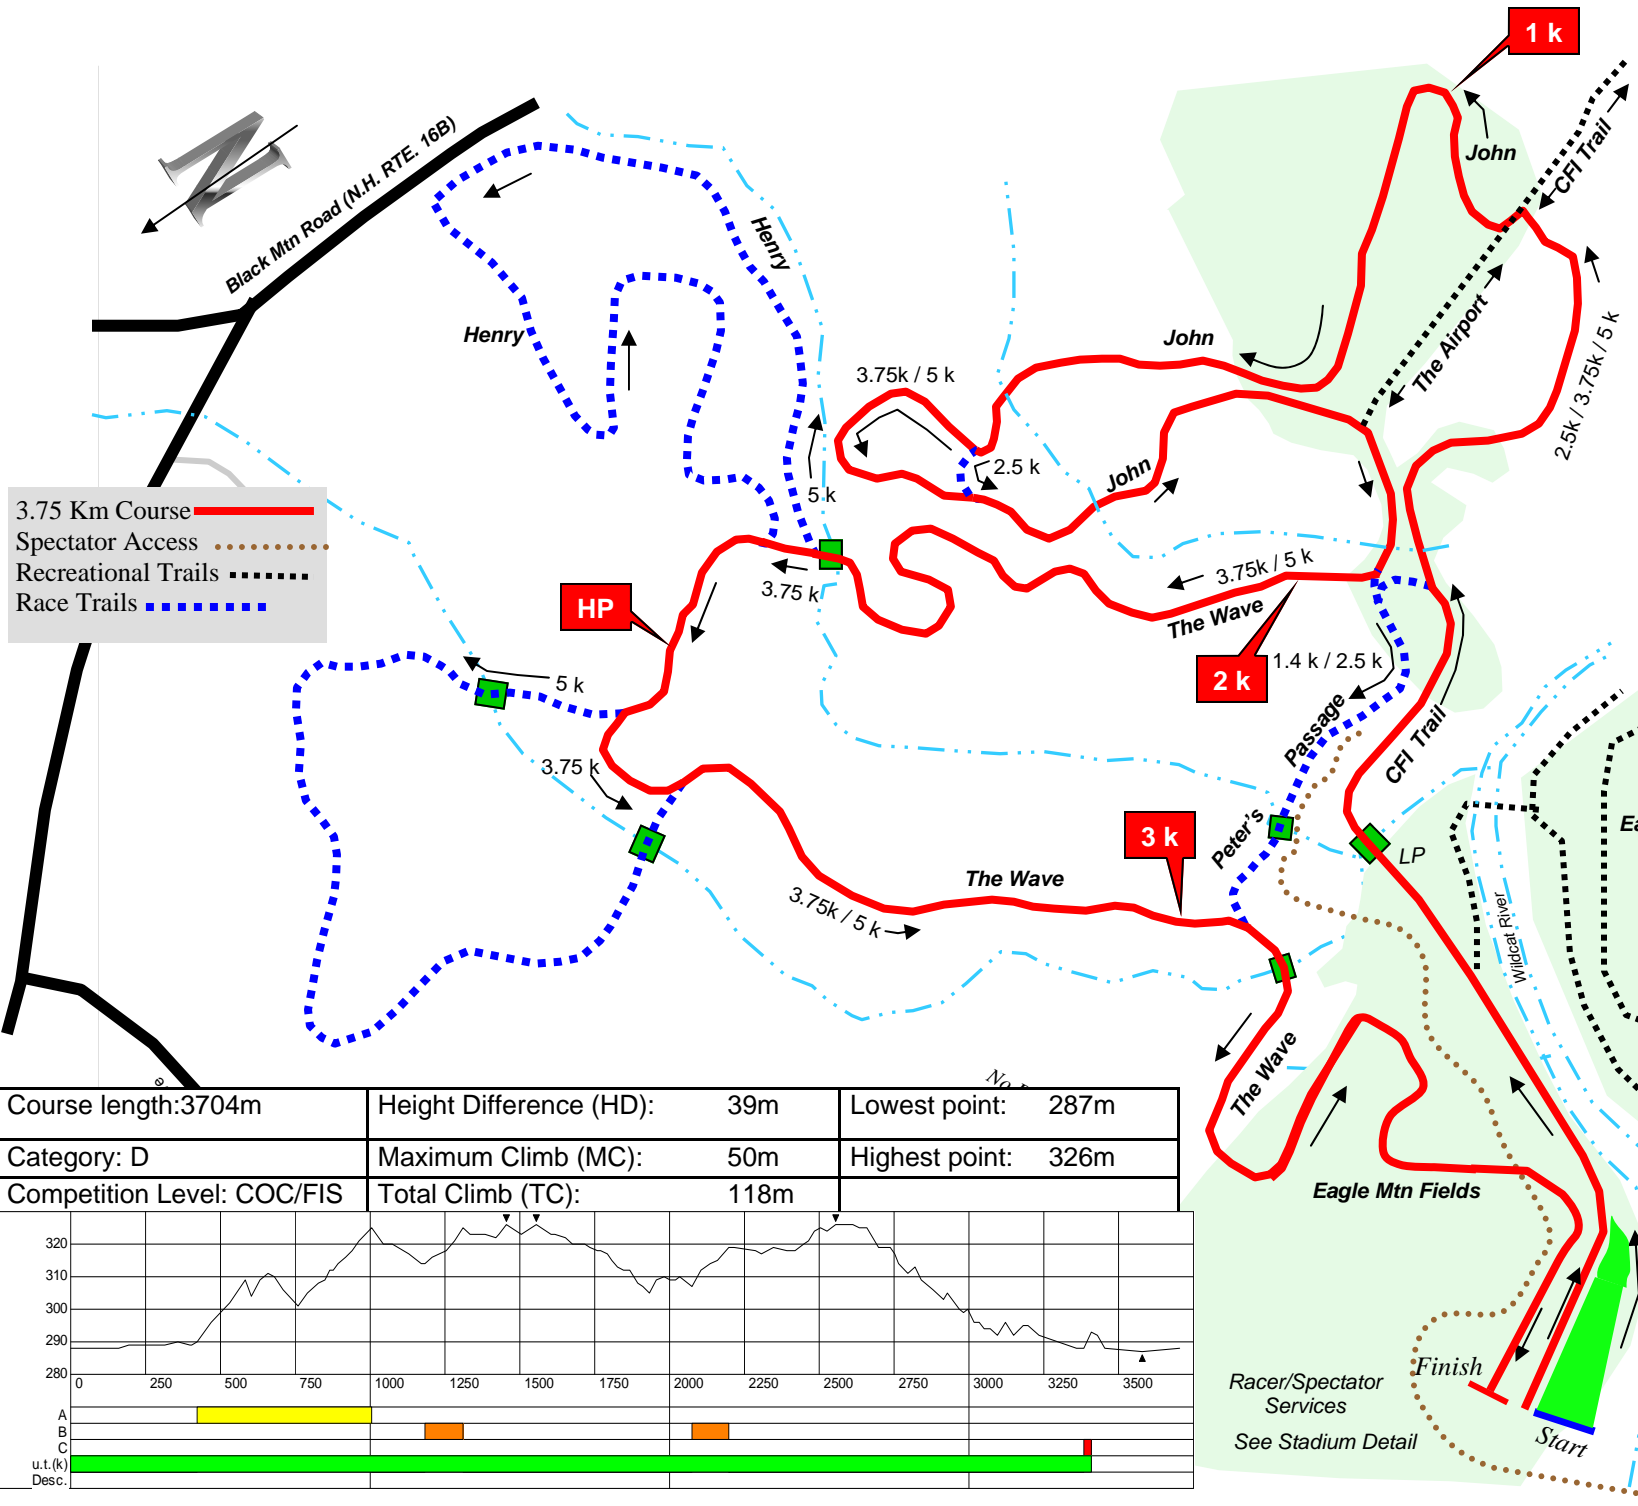 1 k
N
Black Mtn Road (N.H. RTE. 16B)
John
CFI Trail
Henry
Henry
John
The Airport
2.5k / 3.75k / 5 k
3.75k / 5 k
2.5 k
John
5 k
3.75 Km Course
Spectator Access
Recreational Trails
Race Trails
3.75 k
3.75k / 5 k
The Wave
HP
2 k
1.4 k / 2.5 k
5 k
Peter's Passage
CFI Trail
3.75 k
3 k
LP
The Wave
3.75k / 5 k
Wildcat River
Ea
The Wave
Eagle Mtn Fields
Course length:3704m
Height Difference (HD): 39m
Lowest point: 287m
Category: D
Maximum Climb (MC): 50m
Highest point: 326m
Competition Level: COC/FIS
Total Climb (TC): 118m
320
310
300
290
280
0 250 500 750 1000 1250 1500 1750 2000 2250 2500 2750 3000 3250 3500
A
B
C
u.t.(k)
Desc.
Finish
Start
Racer/Spectator
Services
See Stadium Detail